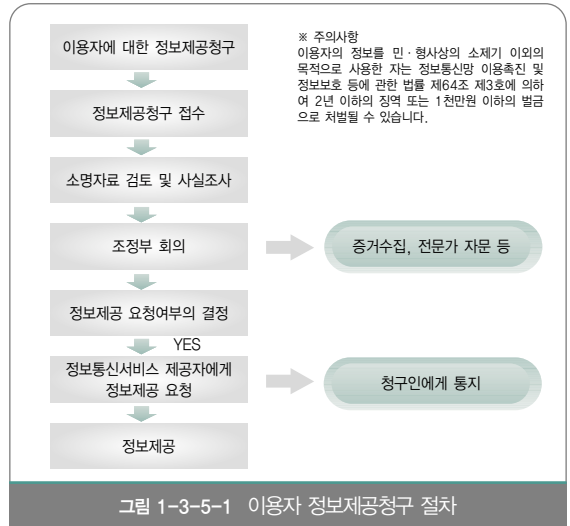 이용자에 대한 정보제공청구
※ 주의사항
이용자의 정보를 민·형사상의 소제기 이외의
목적으로 사용한 자는 정보통신망 이용촉진 및
정보보호 등에 관한 법률 제64조 제3호에 의하
여 2년 이하의 징역 또는 1천만원 이하의 벌금
으로 처벌될 수 있습니다.
정보제공청구 접수
소명자료 검토 및 사실조사
조정부 회의
증거수집, 전문가 자문 등
정보제공 요청여부의 결정
YES
정보통신서비스 제공자에게
정보제공 요청
청구인에게 통지
정보제공
그림 1-3-5-1 이용자 정보제공청구 절차